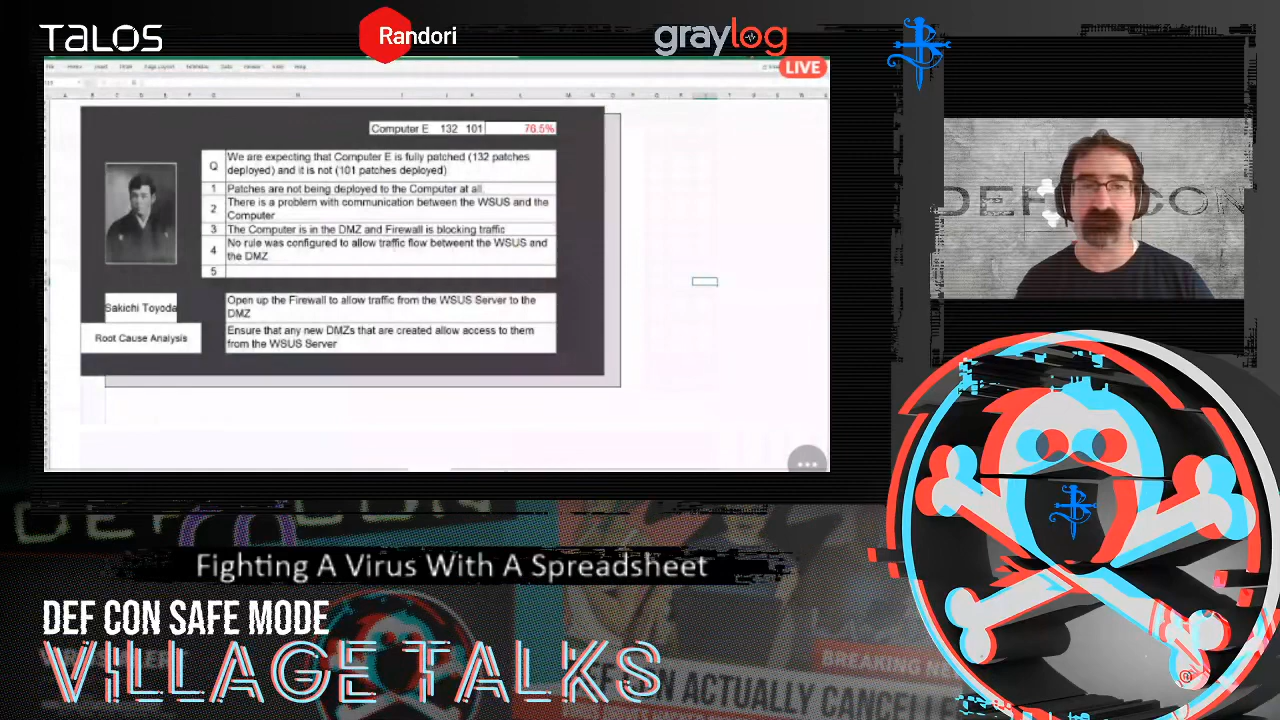 TALOS
Randori
graylog
LIVE
Computer E 132 101 76.5%
Q We are expecting that Computer E is fully patched (132 patches
deployed) and it is not (101 patches deployed)
1 Patches are not being deployed to the Computer at all.
2 There is a problem with communication between the WSUS and the
Computer
3 The Computer is in the DMZ and Firewall is blocking traffic
4 No rule was configured to allow traffic flow betweent the WSUS and
the DMZ
5
Sakichi Toyoda
Open up the Firewall to allow traffic from the WSUS Server to the
DMZ
Root Cause Analysis
Ensure that any new DMZs that are created allow access to them
from the WSUS Server
DEF CON
DEF CON
Fighting A Virus With A Spreadsheet
DEF CON SAFE MODE
VILLAGE TALKS
BREAKING NE
CON ACTUALLY CANCELLE